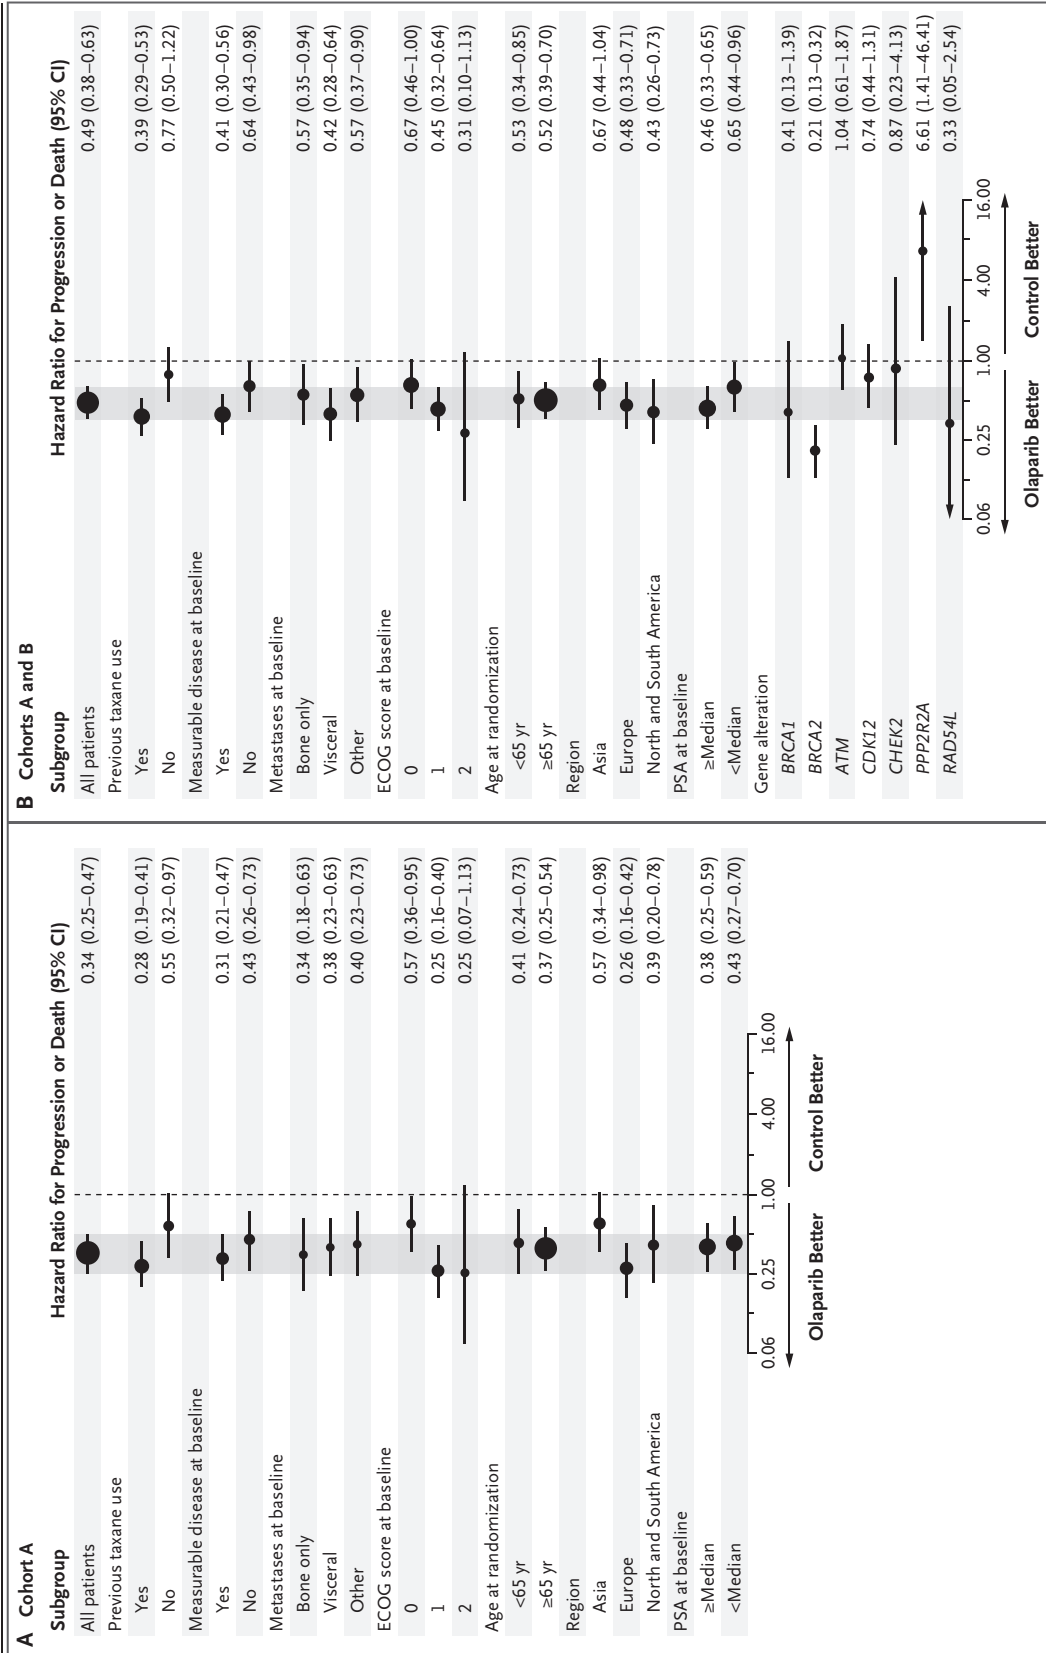 A Cohort A
Subgroup Hazard Ratio for Progression or Death (95% CI)
All patients 0.34 (0.25–0.47)
Previous taxane use
Yes 0.28 (0.19–0.41)
No 0.55 (0.32–0.97)
Measurable disease at baseline
Yes 0.31 (0.21–0.47)
No 0.43 (0.26–0.73)
Metastases at baseline
Bone only 0.34 (0.18–0.63)
Visceral 0.38 (0.23–0.63)
Other 0.40 (0.23–0.73)
ECOG score at baseline
0 0.57 (0.36–0.95)
1 0.25 (0.16–0.40)
2 0.25 (0.07–1.13)
Age at randomization
<65 yr 0.41 (0.24–0.73)
≥65 yr 0.37 (0.25–0.54)
Region
Asia 0.57 (0.34–0.98)
Europe 0.26 (0.16–0.42)
North and South America 0.39 (0.20–0.78)
PSA at baseline
≥Median 0.38 (0.25–0.59)
<Median 0.43 (0.27–0.70)
0.06 0.25 1.00 4.00 16.00
Olaparib Better Control Better
B Cohorts A and B
Subgroup Hazard Ratio for Progression or Death (95% CI)
All patients 0.49 (0.38–0.63)
Previous taxane use
Yes 0.39 (0.29–0.53)
No 0.77 (0.50–1.22)
Measurable disease at baseline
Yes 0.41 (0.30–0.56)
No 0.64 (0.43–0.98)
Metastases at baseline
Bone only 0.57 (0.35–0.94)
Visceral 0.42 (0.28–0.64)
Other 0.57 (0.37–0.90)
ECOG score at baseline
0 0.67 (0.46–1.00)
1 0.45 (0.32–0.64)
2 0.31 (0.10–1.13)
Age at randomization
<65 yr 0.53 (0.34–0.85)
≥65 yr 0.52 (0.39–0.70)
Region
Asia 0.67 (0.44–1.04)
Europe 0.48 (0.33–0.71)
North and South America 0.43 (0.26–0.73)
PSA at baseline
≥Median 0.46 (0.33–0.65)
<Median 0.65 (0.44–0.96)
Gene alteration
BRCA1 0.41 (0.13–1.39)
BRCA2 0.21 (0.13–0.32)
ATM 1.04 (0.61–1.87)
CDK12 0.74 (0.44–1.31)
CHEK2 0.87 (0.23–4.13)
PPP2R2A 6.61 (1.41–46.41)
RAD54L 0.33 (0.05–2.54)
0.06 0.25 1.00 4.00 16.00
Olaparib Better Control Better